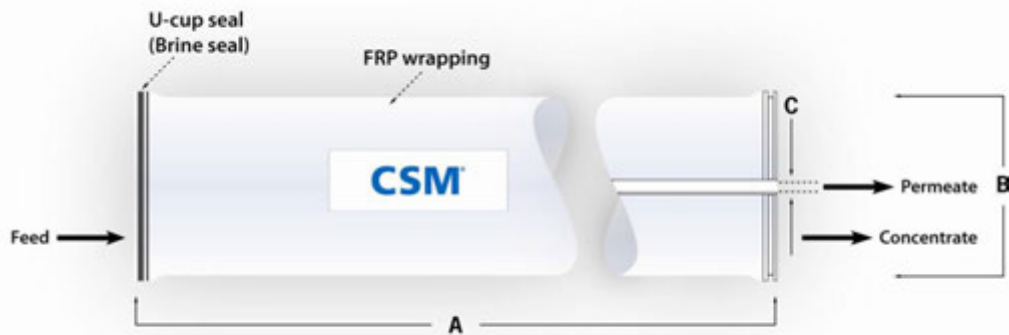 U-cup seal
(Brine seal)
FRP wrapping
C
CSM
Permeate
B
Feed
Concentrate
A